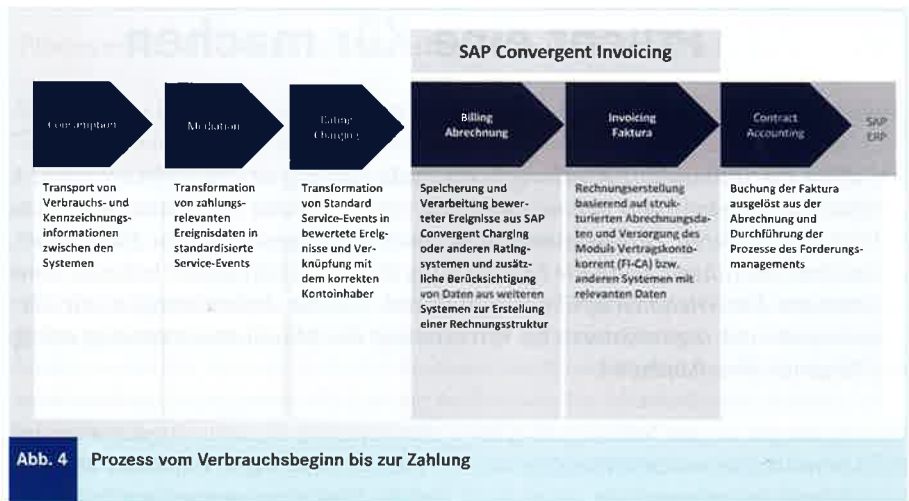 SAP Convergent Invoicing
Consumption
Mediation
Rating
Charging
Billing
Abrechnung
Invoicing
Faktura
Contract
Accounting
SAP
ERP
Transport von
Verbrauchs- und
Kennzeichnungs-
informationen
zwischen den
Systemen
Transformation
von zahlungs-
relevanten
Ereignisdaten in
standardisierte
Service-Events
Transformation
von Standard
Service-Events in
bewertete Ereig-
nisse und Ver-
knüpfung mit
dem korrekten
Kontoinhaber
Speicherung und
Verarbeitung bewer-
teter Ereignisse aus SAP
Convergent Charging
oder anderen Rating-
systemen und zusätz-
liche Berücksichtigung
von Daten aus weiteren
Systemen zur Erstellung
einer Rechnungsstruktur
Rechnungserstellung
basierend auf struk-
turierten Abrechnungsda-
ten und Versorgung des
Moduls Vertragskonto-
korrent (FI-CA) bzw.
anderen Systemen mit
relevanten Daten
Buchung der Faktura
ausgelöst aus der
Abrechnung und
Durchführung der
Prozesse des Forderungs-
managements
Abb. 4 Prozess vom Verbrauchsbeginn bis zur Zahlung